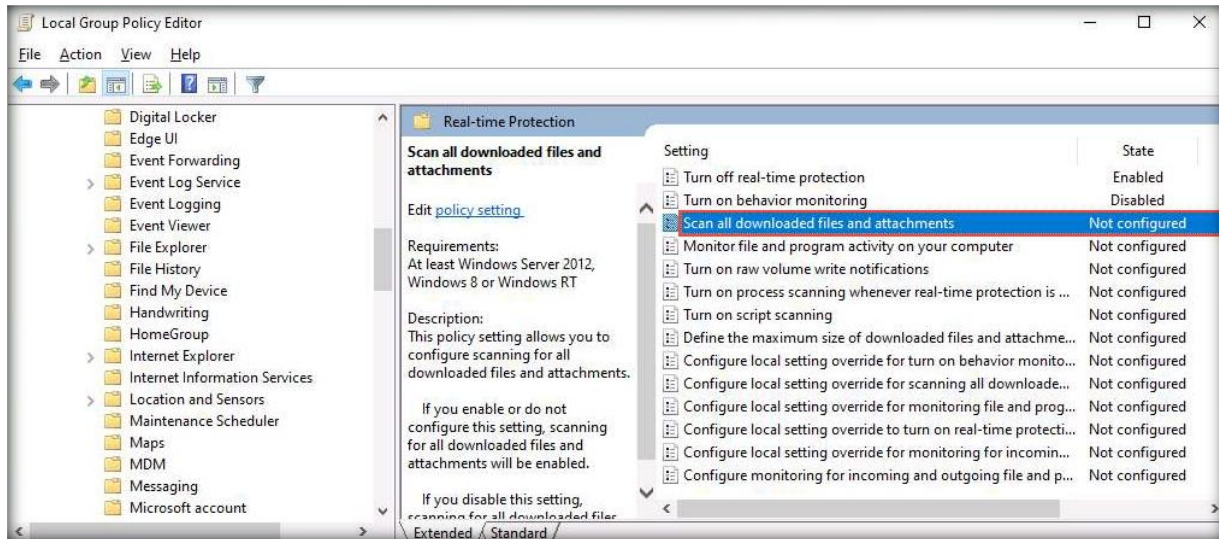 Local Group Policy Editor
File Action View Help
Digital Locker
Edge UI
Event Forwarding
Event Log Service
Event Logging
Event Viewer
File Explorer
File History
Find My Device
Handwriting
HomeGroup
Internet Explorer
Internet Information Services
Location and Sensors
Maintenance Scheduler
Maps
MDM
Messaging
Microsoft account
Real-time Protection
Scan all downloaded files and
attachments
Edit policy setting
Requirements:
At least Windows Server 2012,
Windows 8 or Windows RT
Description:
This policy setting allows you to
configure scanning for all
downloaded files and attachments.
If you enable or do not
configure this setting, scanning
for all downloaded files and
attachments will be enabled.
If you disable this setting,
scanning for all downloaded files
Setting State
Turn off real-time protection Enabled
Turn on behavior monitoring Disabled
Scan all downloaded files and attachments Not configured
Monitor file and program activity on your computer Not configured
Turn on raw volume write notifications Not configured
Turn on process scanning whenever real-time protection is ... Not configured
Turn on script scanning Not configured
Define the maximum size of downloaded files and attachme... Not configured
Configure local setting override for turn on behavior monito... Not configured
Configure local setting override for scanning all downloade... Not configured
Configure local setting override for monitoring file and prog... Not configured
Configure local setting override to turn on real-time protecti... Not configured
Configure local setting override for monitoring for incomin... Not configured
Configure monitoring for incoming and outgoing file and p... Not configured
Extended Standard